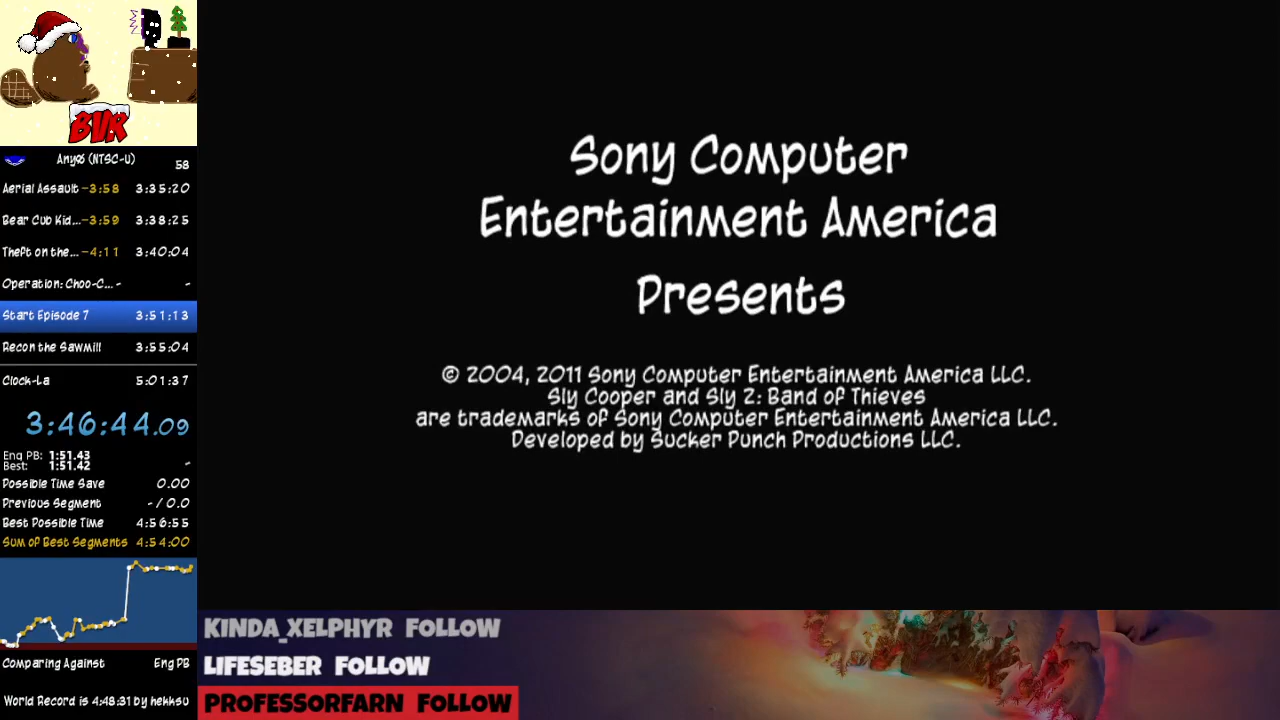 BVR
Any% (NTSC-U) 58
Aerial Assault -3:58 3:35:20
Bear Cub Kid... -3:59 3:38:25
Theft on the... -4:11 3:40:04
Operation: Choo-C... - -
Start Episode 7 3:51:13
Recon the Sawmill 3:55:04
Clock-La 5:01:37
3:46:44.09
Eng PB: 1:51.43
Best: 1:51.42 -
Possible Time Save 0.00
Previous Segment - / 0.0
Best Possible Time 4:56:55
Sum of Best Segments 4:54:00
Comparing Against Eng PB
World Record is 4:48:31 by hekksu
Sony Computer
Entertainment America
Presents
© 2004, 2011 Sony Computer Entertainment America LLC.
Sly Cooper and Sly 2: Band of Thieves
are trademarks of Sony Computer Entertainment America LLC.
Developed by Sucker Punch Productions LLC.
KINDA_XELPHYR FOLLOW
LIFESEBER FOLLOW
PROFESSORFARN FOLLOW